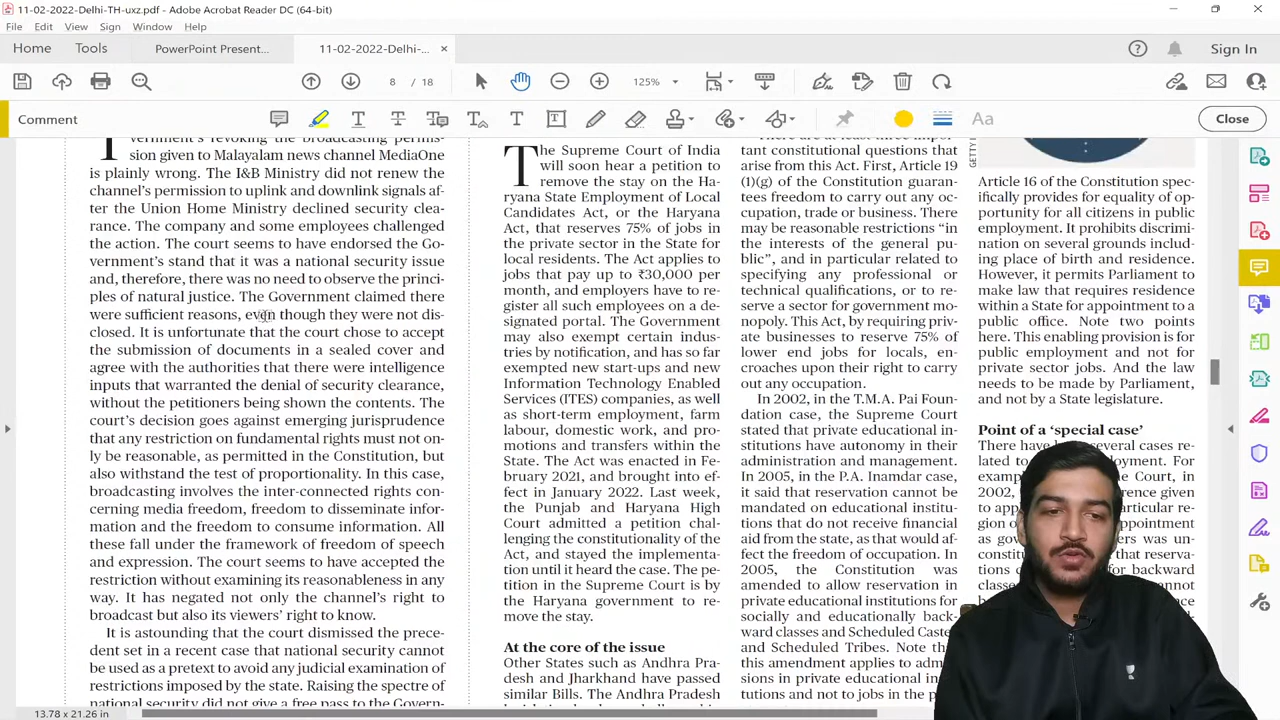 11-02-2022-Delhi-TH-uxz.pdf - Adobe Acrobat Reader DC (64-bit)
File Edit View Sign Window Help
Home Tools PowerPoint Present... 11-02-2022-Delhi-... × Sign In
8 / 18 125%
Comment Aa Close
vernment's revoking the broadcasting permis-
sion given to Malayalam news channel MediaOne
is plainly wrong. The I&B Ministry did not renew the
channel's permission to uplink and downlink signals af-
ter the Union Home Ministry declined security clea-
rance. The company and some employees challenged
the action. The court seems to have endorsed the Go-
vernment's stand that it was a national security issue
and, therefore, there was no need to observe the princi-
ples of natural justice. The Government claimed there
were sufficient reasons, even though they were not dis-
closed. It is unfortunate that the court chose to accept
the submission of documents in a sealed cover and
agree with the authorities that there were intelligence
inputs that warranted the denial of security clearance,
without the petitioners being shown the contents. The
court's decision goes against emerging jurisprudence
that any restriction on fundamental rights must not on-
ly be reasonable, as permitted in the Constitution, but
also withstand the test of proportionality. In this case,
broadcasting involves the inter-connected rights con-
cerning media freedom, freedom to disseminate infor-
mation and the freedom to consume information. All
these fall under the framework of freedom of speech
and expression. The court seems to have accepted the
restriction without examining its reasonableness in any
way. It has negated not only the channel's right to
broadcast but also its viewers' right to know.
It is astounding that the court dismissed the prece-
dent set in a recent case that national security cannot
be used as a pretext to avoid any judicial examination of
restrictions imposed by the state. Raising the spectre of
national security did not give a free pass to the Govern-
The Supreme Court of India
will soon hear a petition to
remove the stay on the Ha-
ryana State Employment of Local
Candidates Act, or the Haryana
Act, that reserves 75% of jobs in
the private sector in the State for
local residents. The Act applies to
jobs that pay up to ₹30,000 per
month, and employers have to re-
gister all such employees on a de-
signated portal. The Government
may also exempt certain indus-
tries by notification, and has so far
exempted new start-ups and new
Information Technology Enabled
Services (ITES) companies, as well
as short-term employment, farm
labour, domestic work, and pro-
motions and transfers within the
State. The Act was enacted in Fe-
bruary 2021, and brought into ef-
fect in January 2022. Last week,
the Punjab and Haryana High
Court admitted a petition chal-
lenging the constitutionality of the
Act, and stayed the implementa-
tion until it heard the case. The pe-
tition in the Supreme Court is by
the Haryana government to re-
move the stay.
At the core of the issue
Other States such as Andhra Pra-
desh and Jharkhand have passed
similar Bills. The Andhra Pradesh
There are at least three impor-
tant constitutional questions that
arise from this Act. First, Article 19
(1)(g) of the Constitution guaran-
tees freedom to carry out any oc-
cupation, trade or business. There
may be reasonable restrictions "in
the interests of the general pu-
blic", and in particular related to
specifying any professional or
technical qualifications, or to re-
serve a sector for government mo-
nopoly. This Act, by requiring priv-
ate businesses to reserve 75% of
lower end jobs for locals, en-
croaches upon their right to carry
out any occupation.
In 2002, in the T.M.A. Pai Foun-
dation case, the Supreme Court
stated that private educational in-
stitutions have autonomy in their
administration and management.
In 2005, in the P.A. Inamdar case,
it said that reservation cannot be
mandated on educational institu-
tions that do not receive financial
aid from the state, as that would af-
fect the freedom of occupation. In
2005, the Constitution was
amended to allow reservation in
private educational institutions for
socially and educationally back-
ward classes and Scheduled Caste
and Scheduled Tribes. Note th
this amendment applies to adm
sions in private educational in
tutions and not to jobs in the p
GETTY
Article 16 of the Constitution spec-
ifically provides for equality of op-
portunity for all citizens in public
employment. It prohibits discrimi-
nation on several grounds includ-
ing place of birth and residence.
However, it permits Parliament to
make law that requires residence
within a State for appointment to a
public office. Note two points
here. This enabling provision is for
public employment and not for
private sector jobs. And the law
needs to be made by Parliament,
and not by a State legislature.
Point of a 'special case'
There have several cases re-
lated to employment. For
Court, in
2002,
13.78 x 21.26 in